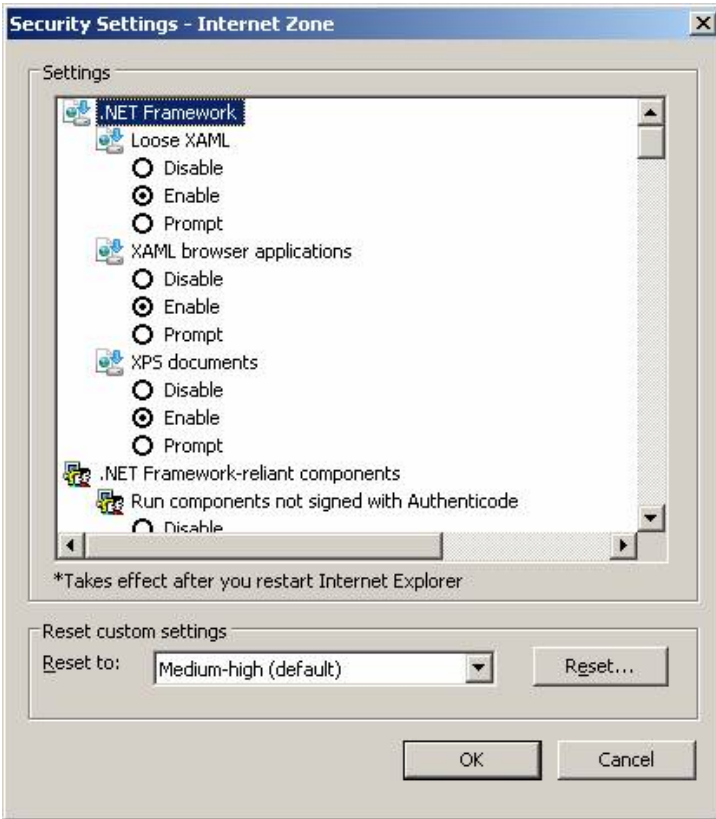 Security Settings - Internet Zone
Settings
.NET Framework
Loose XAML
Disable
Enable
Prompt
XAML browser applications
Disable
Enable
Prompt
XPS documents
Disable
Enable
Prompt
.NET Framework-reliant components
Run components not signed with Authenticode
Disable
*Takes effect after you restart Internet Explorer
Reset custom settings
Reset to: Medium-high (default) Reset...
OK Cancel